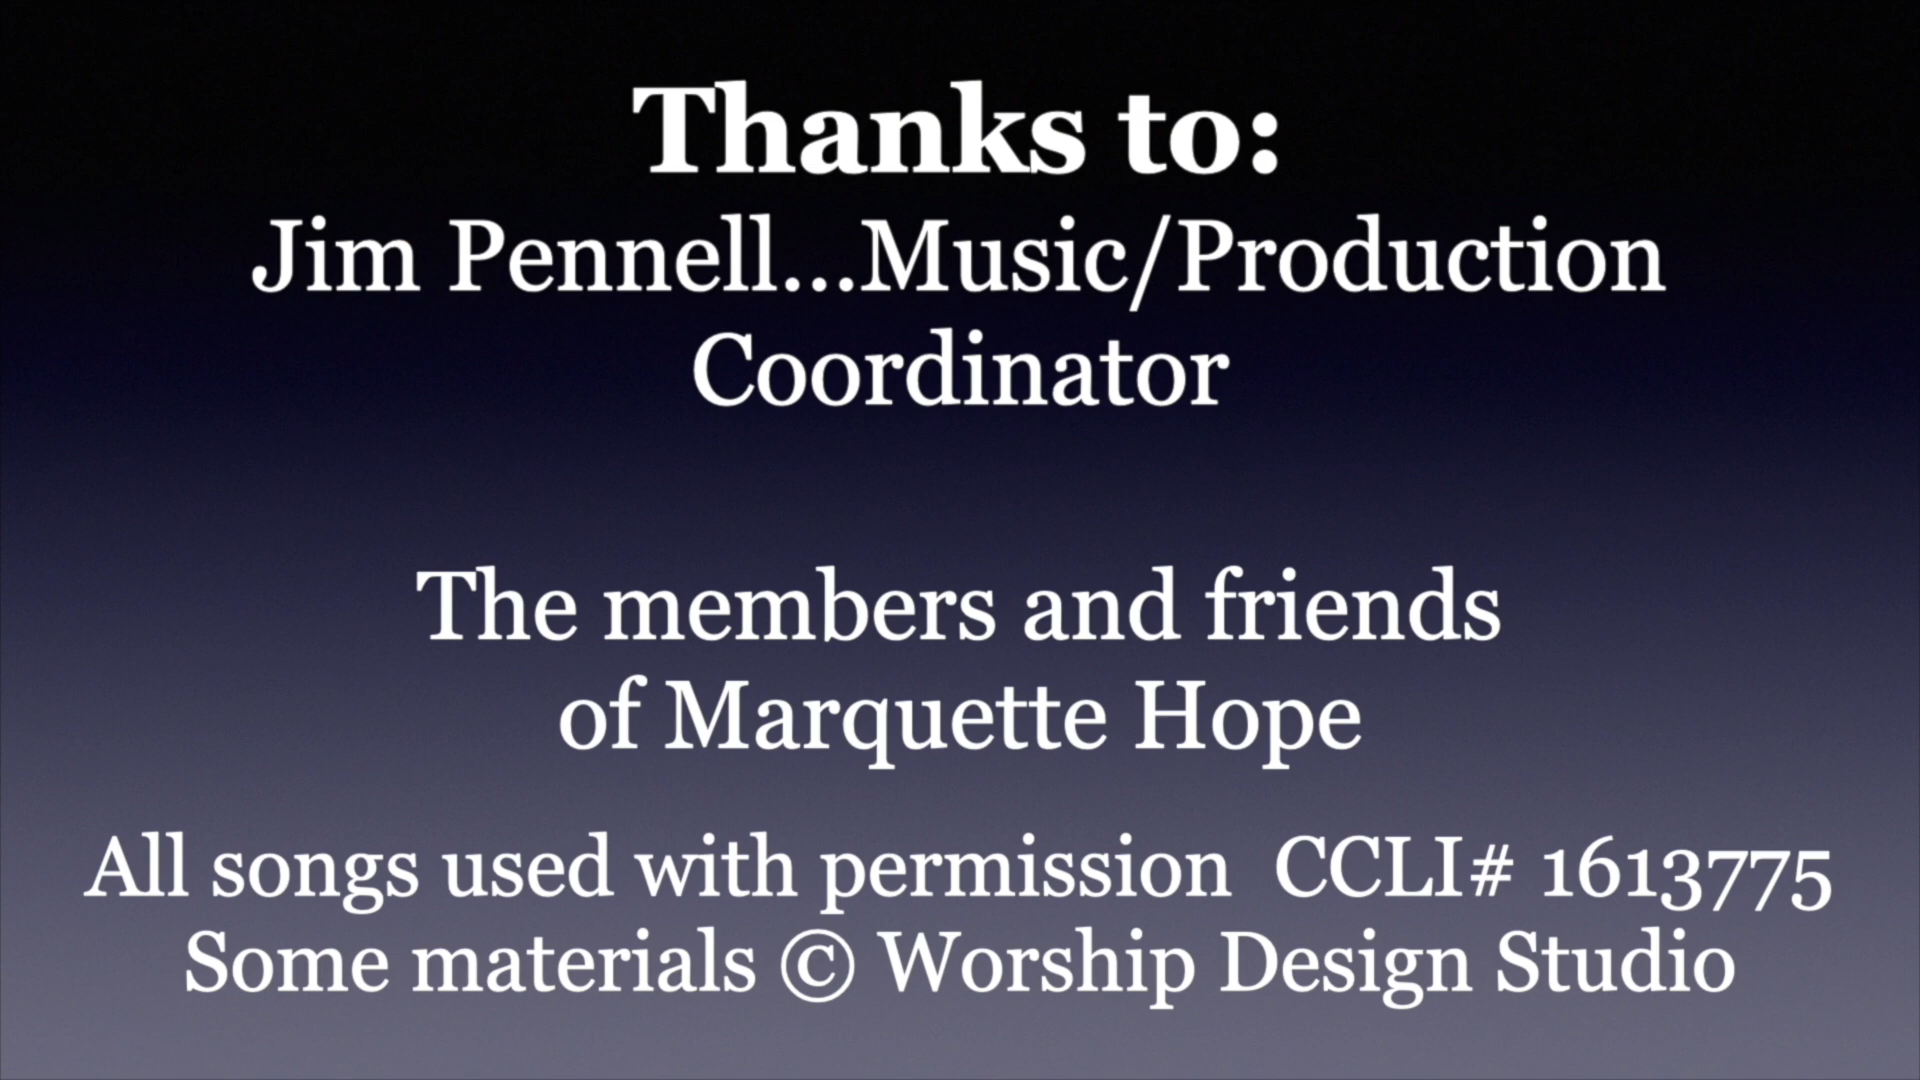 Thanks to:
Jim Pennell...Music/Production
Coordinator
The members and friends
of Marquette Hope
All songs used with permission  CCLI# 1613775
Some materials © Worship Design Studio